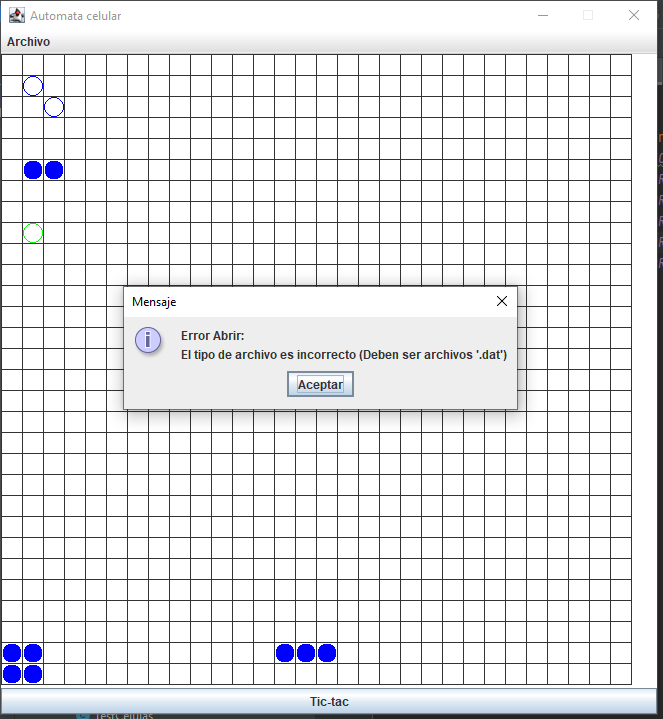 Automata celular
Archivo
Mensaje
Error Abrir:
El tipo de archivo es incorrecto (Deben ser archivos '.dat')
Aceptar
Tic-tac
TestCelulas